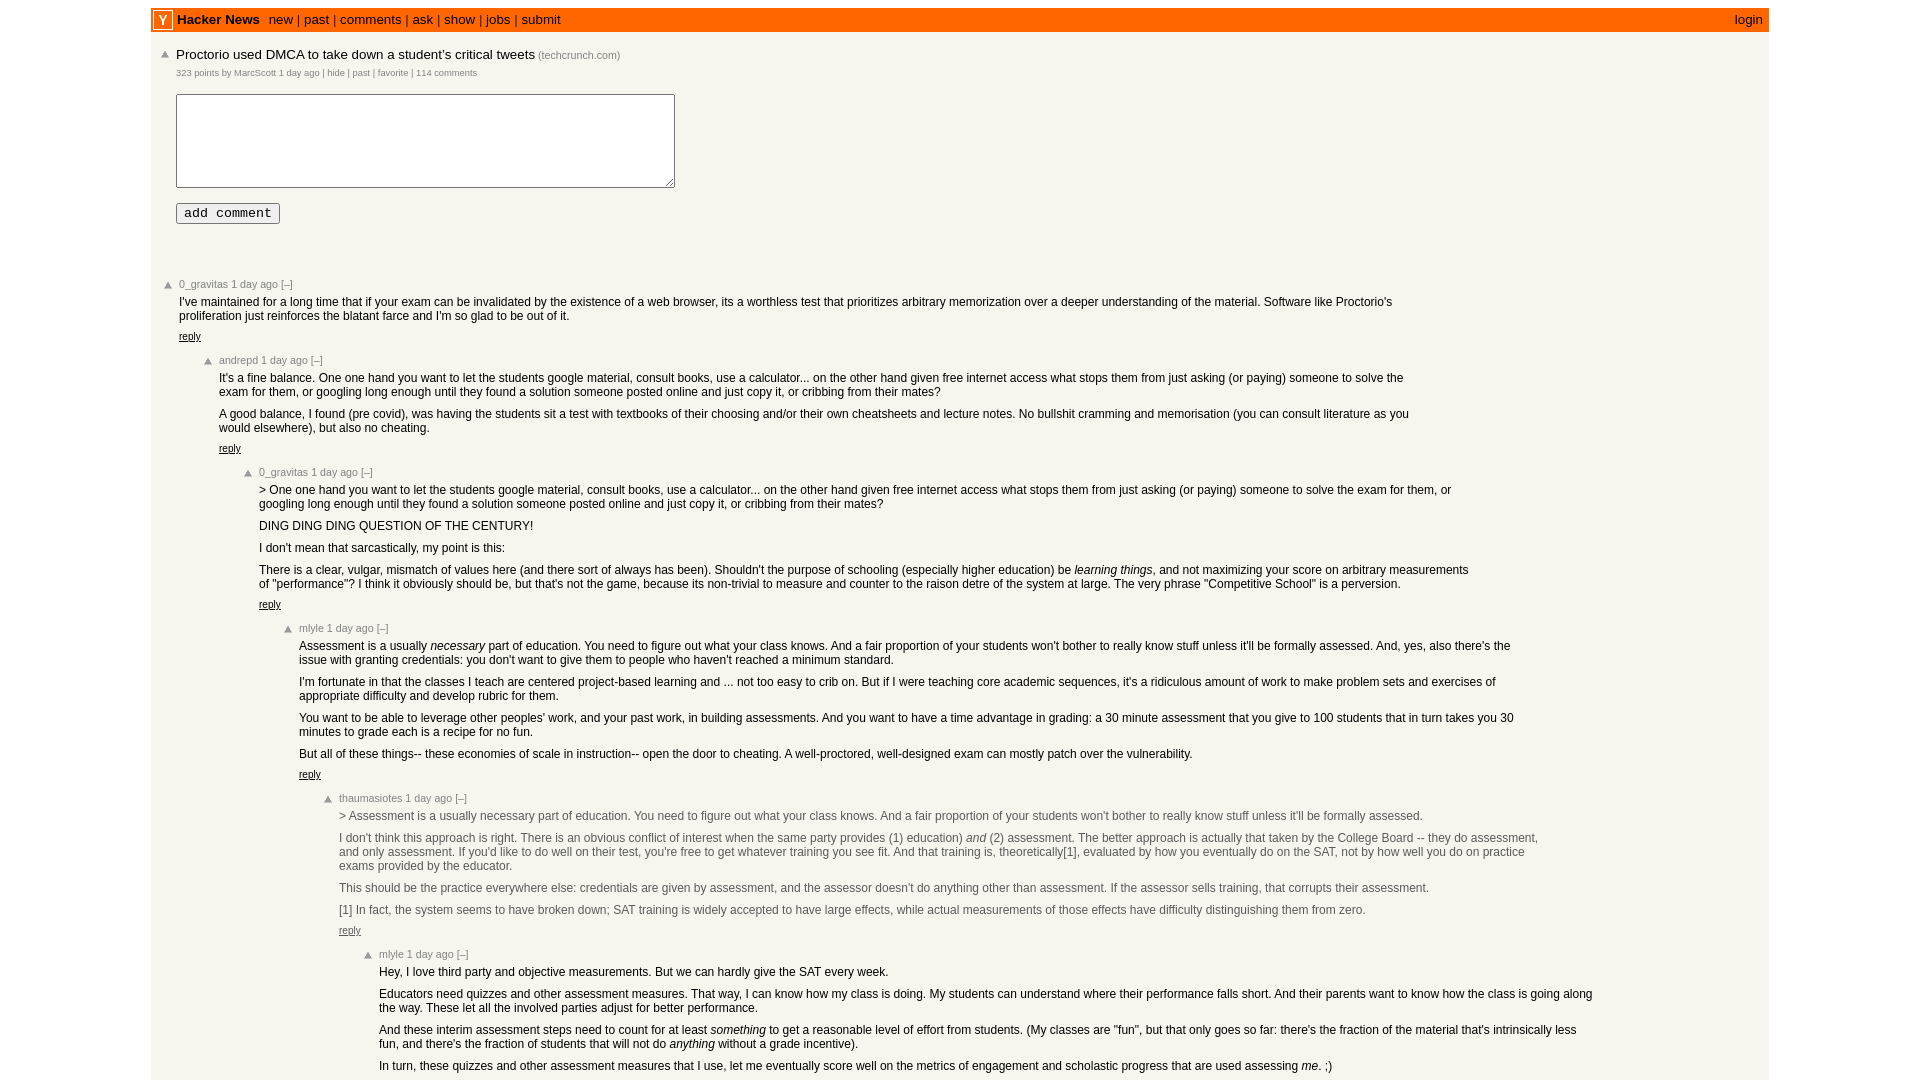 Y Hacker News new | past | comments | ask | show | jobs | submit login
Proctorio used DMCA to take down a student’s critical tweets (techcrunch.com)
323 points by MarcScott 1 day ago | hide | past | favorite | 114 comments
add comment
0_gravitas 1 day ago [–]
I've maintained for a long time that if your exam can be invalidated by the existence of a web browser, its a worthless test that prioritizes arbitrary memorization over a deeper understanding of the material. Software like Proctorio's
proliferation just reinforces the blatant farce and I'm so glad to be out of it.
reply
andrepd 1 day ago [–]
It's a fine balance. One one hand you want to let the students google material, consult books, use a calculator... on the other hand given free internet access what stops them from just asking (or paying) someone to solve the
exam for them, or googling long enough until they found a solution someone posted online and just copy it, or cribbing from their mates?
A good balance, I found (pre covid), was having the students sit a test with textbooks of their choosing and/or their own cheatsheets and lecture notes. No bullshit cramming and memorisation (you can consult literature as you
would elsewhere), but also no cheating.
reply
0_gravitas 1 day ago [–]
> One one hand you want to let the students google material, consult books, use a calculator... on the other hand given free internet access what stops them from just asking (or paying) someone to solve the exam for them, or
googling long enough until they found a solution someone posted online and just copy it, or cribbing from their mates?
DING DING DING QUESTION OF THE CENTURY!
I don't mean that sarcastically, my point is this:
There is a clear, vulgar, mismatch of values here (and there sort of always has been). Shouldn't the purpose of schooling (especially higher education) be learning things, and not maximizing your score on arbitrary measurements
of "performance"? I think it obviously should be, but that's not the game, because its non-trivial to measure and counter to the raison detre of the system at large. The very phrase "Competitive School" is a perversion.
reply
mlyle 1 day ago [–]
Assessment is a usually necessary part of education. You need to figure out what your class knows. And a fair proportion of your students won't bother to really know stuff unless it'll be formally assessed. And, yes, also there's the
issue with granting credentials: you don't want to give them to people who haven't reached a minimum standard.
I'm fortunate in that the classes I teach are centered project-based learning and ... not too easy to crib on. But if I were teaching core academic sequences, it's a ridiculous amount of work to make problem sets and exercises of
appropriate difficulty and develop rubric for them.
You want to be able to leverage other peoples' work, and your past work, in building assessments. And you want to have a time advantage in grading: a 30 minute assessment that you give to 100 students that in turn takes you 30
minutes to grade each is a recipe for no fun.
But all of these things-- these economies of scale in instruction-- open the door to cheating. A well-proctored, well-designed exam can mostly patch over the vulnerability.
reply
thaumasiotes 1 day ago [–]
> Assessment is a usually necessary part of education. You need to figure out what your class knows. And a fair proportion of your students won't bother to really know stuff unless it'll be formally assessed.
I don't think this approach is right. There is an obvious conflict of interest when the same party provides (1) education) and (2) assessment. The better approach is actually that taken by the College Board -- they do assessment,
and only assessment. If you'd like to do well on their test, you're free to get whatever training you see fit. And that training is, theoretically[1], evaluated by how you eventually do on the SAT, not by how well you do on practice
exams provided by the educator.
This should be the practice everywhere else: credentials are given by assessment, and the assessor doesn't do anything other than assessment. If the assessor sells training, that corrupts their assessment.
[1] In fact, the system seems to have broken down; SAT training is widely accepted to have large effects, while actual measurements of those effects have difficulty distinguishing them from zero.
reply
mlyle 1 day ago [–]
Hey, I love third party and objective measurements. But we can hardly give the SAT every week.
Educators need quizzes and other assessment measures. That way, I can know how my class is doing. My students can understand where their performance falls short. And their parents want to know how the class is going along
the way. These let all the involved parties adjust for better performance.
And these interim assessment steps need to count for at least something to get a reasonable level of effort from students. (My classes are "fun", but that only goes so far: there's the fraction of the material that's intrinsically less
fun, and there's the fraction of students that will not do anything without a grade incentive).
In turn, these quizzes and other assessment measures that I use, let me eventually score well on the metrics of engagement and scholastic progress that are used assessing me. ;)